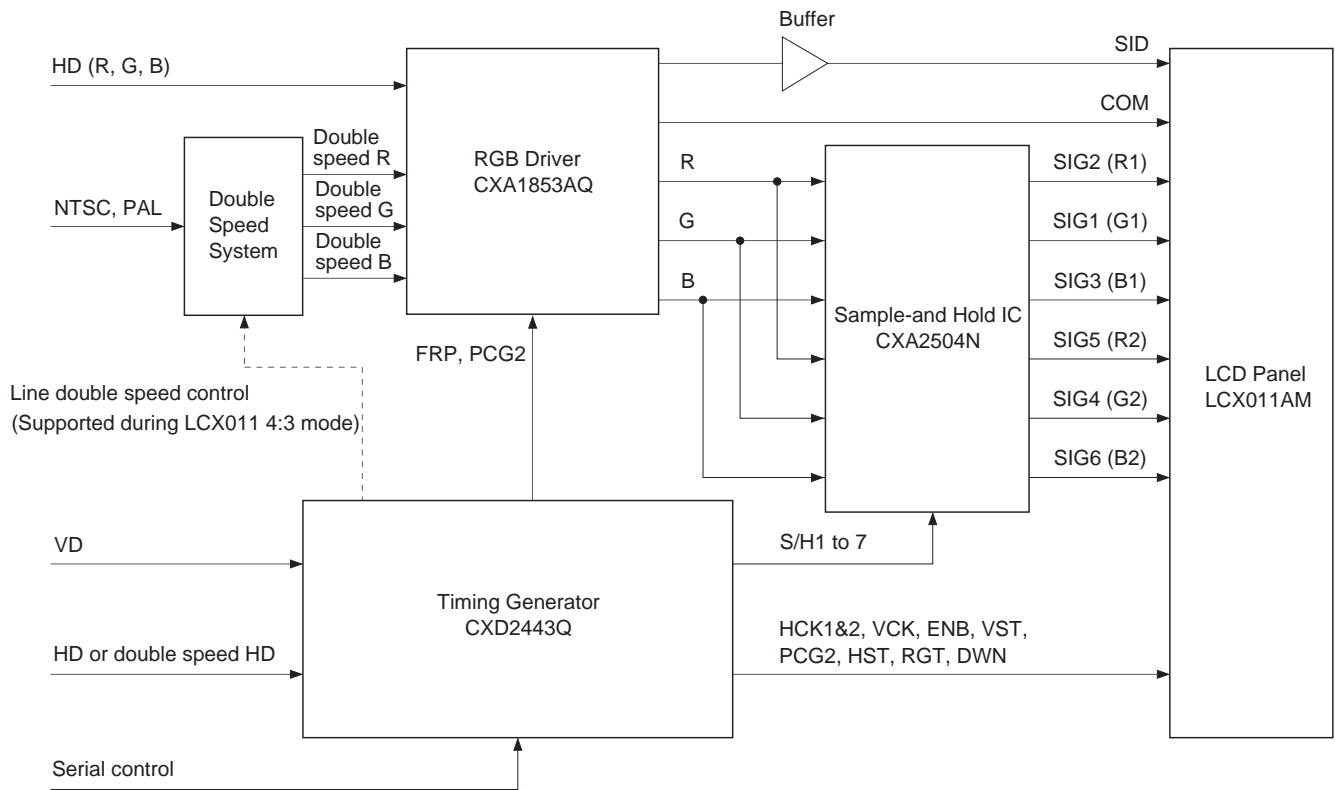 Buffer
SID
HD (R, G, B)
COM
Double
speed R
RGB Driver
CXA1853AQ
R
SIG2 (R1)
NTSC, PAL
Double
Speed
System
Double
speed G
G
SIG1 (G1)
Double
speed B
B
SIG3 (B1)
Sample-and Hold IC
CXA2504N
FRP, PCG2
SIG5 (R2)
LCD Panel
LCX011AM
Line double speed control
(Supported during LCX011 4:3 mode)
SIG4 (G2)
SIG6 (B2)
VD
S/H1 to 7
Timing Generator
CXD2443Q
HD or double speed HD
HCK1&2, VCK, ENB, VST,
PCG2, HST, RGT, DWN
Serial control